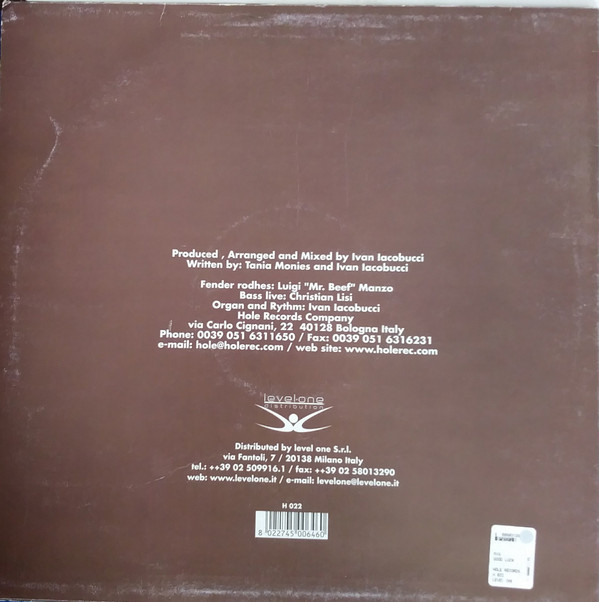 Produced , Arranged and Mixed by Ivan Iacobucci
Written by: Tania Monies and Ivan Iacobucci
Fender rodhes: Luigi "Mr. Beef" Manzo
Bass live: Christian Lisi
Organ and Rythm: Ivan Iacobucci
Hole Records Company
via Carlo Cignani, 22 40128 Bologna Italy
Phone: 0039 051 6311650 / Fax: 0039 051 6316231
e-mail: hole@holerec.com / web site: www.holerec.com
level-one
distribution
Distributed by level one S.r.l.
via Fantoli, 7 / 20138 Milano Italy
tel.: ++39 02 509916.1 / fax: ++39 02 58013290
web: www.levelone.it / e-mail: levelone@levelone.it
H 022
8 022745 006460